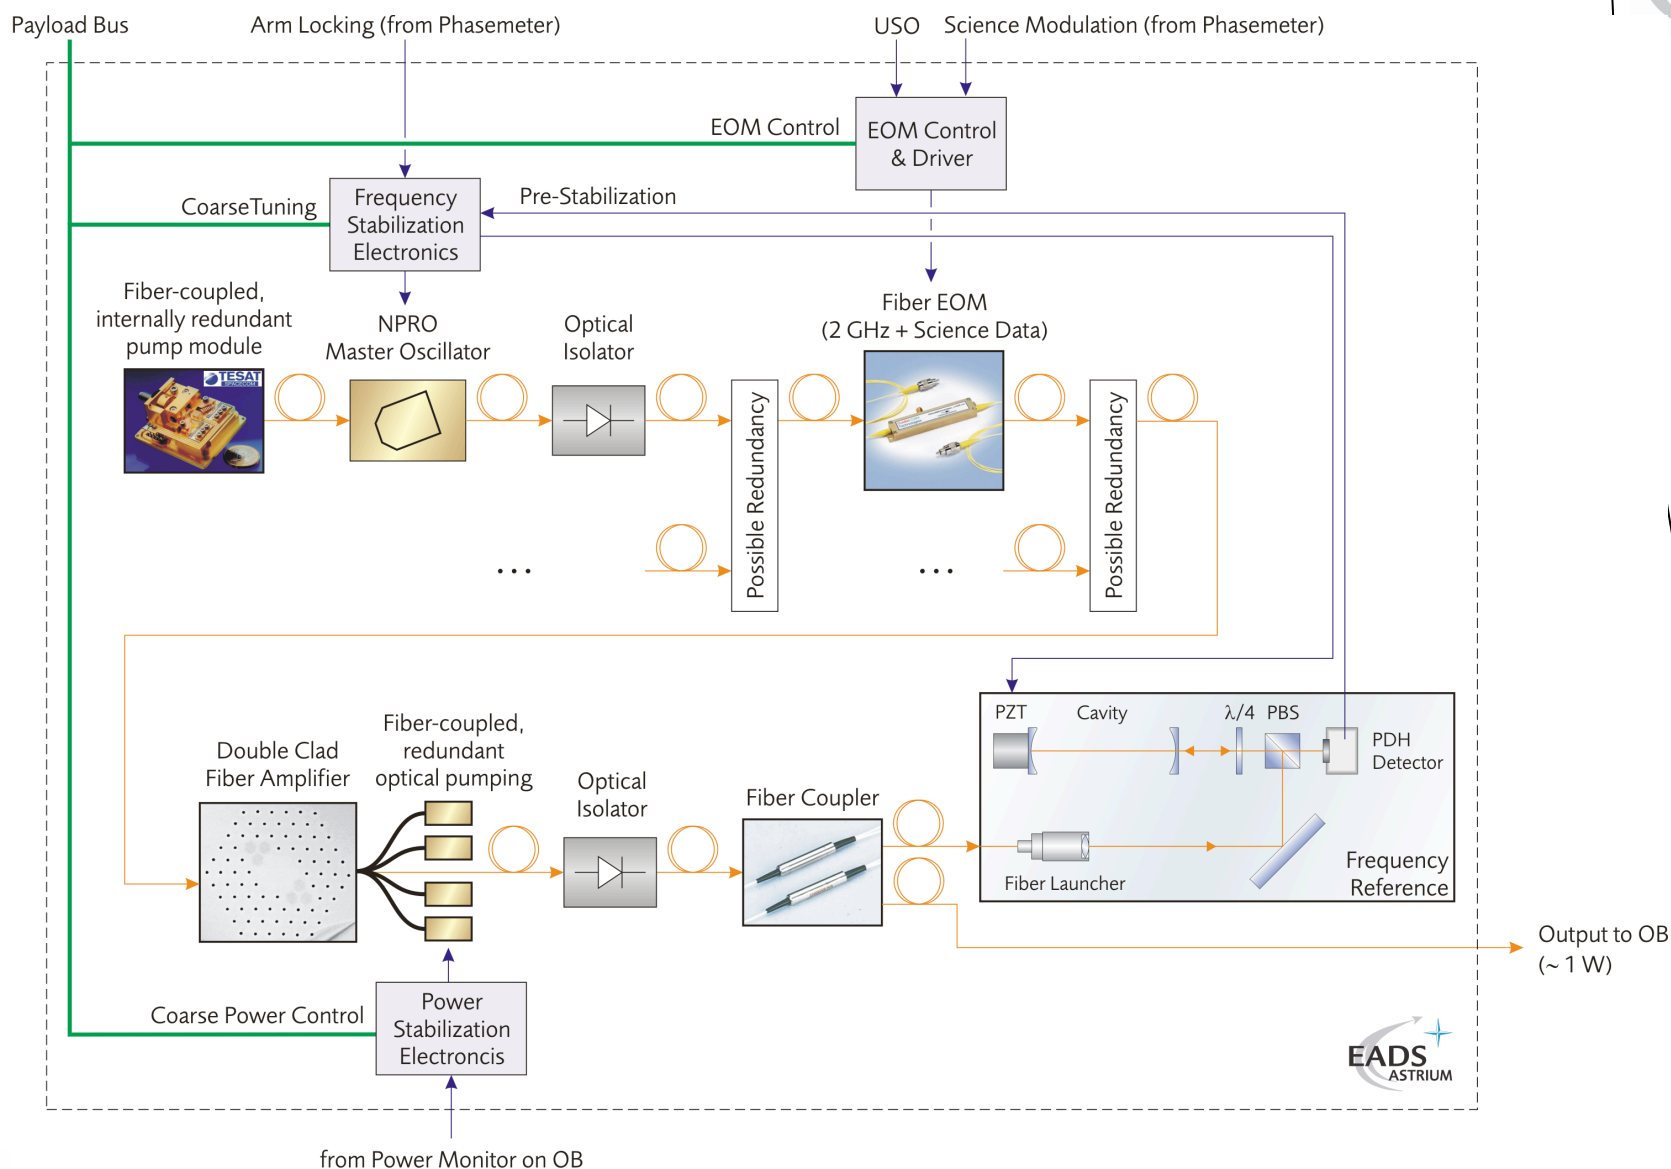 Payload Bus
Arm Locking (from Phasemeter)
USO
Science Modulation (from Phasemeter)
EOM Control
EOM Control
& Driver
CoarseTuning
Frequency
Stabilization
Electronics
Pre-Stabilization
Fiber-coupled,
internally redundant
pump module
NPRO
Master Oscillator
Optical
Isolator
Fiber EOM
(2 GHz + Science Data)
TESAT
SPACECOM
Possible Redundancy
Possible Redundancy
...
...
Double Clad
Fiber Amplifier
Fiber-coupled,
redundant
optical pumping
Optical
Isolator
Fiber Coupler
PZT
Cavity
λ/4
PBS
PDH
Detector
Fiber Launcher
Frequency
Reference
Output to OB
(~ 1 W)
Coarse Power Control
Power
Stabilization
Electroncis
EADS
ASTRIUM
from Power Monitor on OB